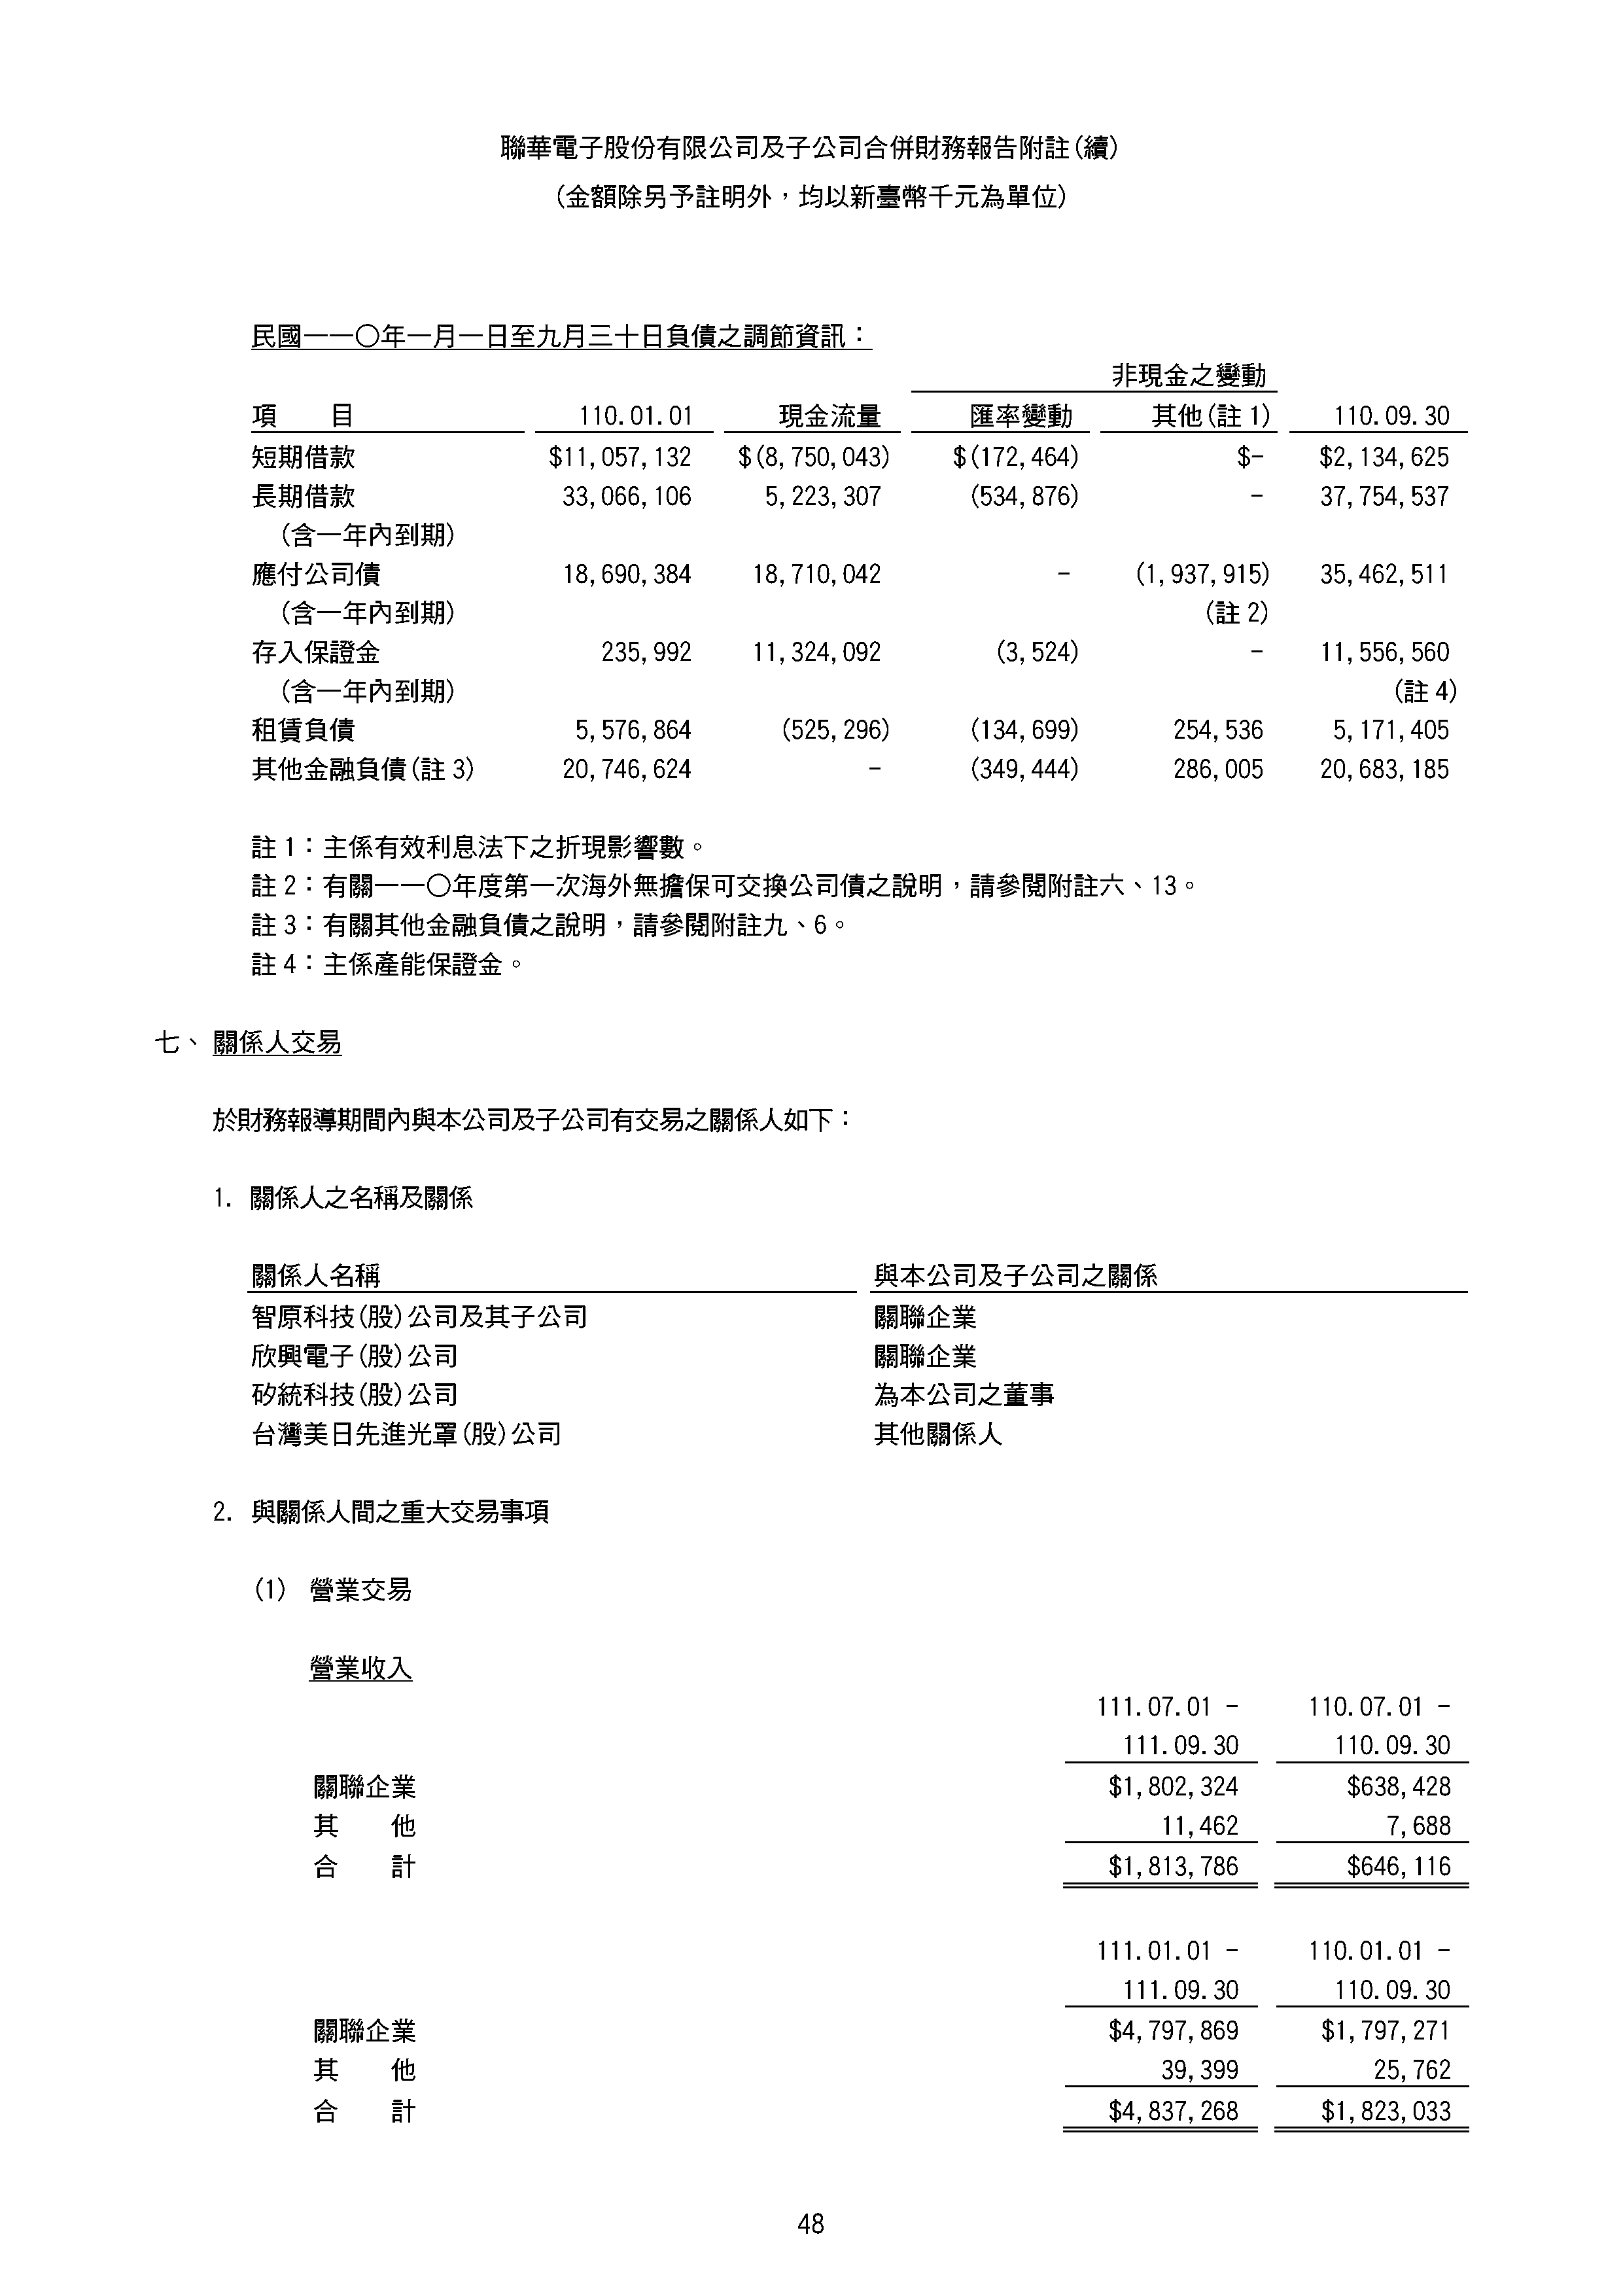 聯華電子股份有限公司及子公司合併財務報告附註(續)
(金額除另予註明外，均以新臺幣千元為單位)
民國一一〇年一月一日至九月三十日負債之調節資訊：
非現金之變動
項　　目 110.01.01 現金流量 匯率變動 其他(註1) 110.09.30
短期借款 $11,057,132 $(8,750,043) $(172,464) $- $2,134,625
長期借款 33,066,106 5,223,307 (534,876) - 37,754,537
(含一年內到期)
應付公司債 18,690,384 18,710,042 - (1,937,915) 35,462,511
(含一年內到期) (註2)
存入保證金 235,992 11,324,092 (3,524) - 11,556,560
(含一年內到期) (註4)
租賃負債 5,576,864 (525,296) (134,699) 254,536 5,171,405
其他金融負債(註3) 20,746,624 - (349,444) 286,005 20,683,185
註1：主係有效利息法下之折現影響數。
註2：有關一一〇年度第一次海外無擔保可交換公司債之說明，請參閱附註六、13。
註3：有關其他金融負債之說明，請參閱附註九、6。
註4：主係產能保證金。
七、關係人交易
於財務報導期間內與本公司及子公司有交易之關係人如下：
1. 關係人之名稱及關係
關係人名稱 與本公司及子公司之關係
智原科技(股)公司及其子公司 關聯企業
欣興電子(股)公司 關聯企業
矽統科技(股)公司 為本公司之董事
台灣美日先進光罩(股)公司 其他關係人
2. 與關係人間之重大交易事項
(1) 營業交易
營業收入
111.07.01 - 110.07.01 -
111.09.30 110.09.30
關聯企業 $1,802,324 $638,428
其　　他 11,462 7,688
合　　計 $1,813,786 $646,116
111.01.01 - 110.01.01 -
111.09.30 110.09.30
關聯企業 $4,797,869 $1,797,271
其　　他 39,399 25,762
合　　計 $4,837,268 $1,823,033
48